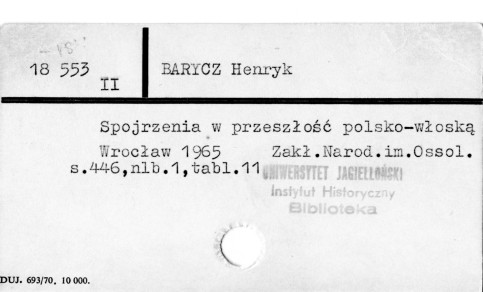 18 553
II
BARYCZ Henryk
Spojrzenia w przeszłość polsko-włoską
Wrocław 1965 Zakł.Narod.im.Ossol.
s.446,nlb.1,tabl.11
UNIWERSYTET JAGIELLOŃSKI
Instytut Historyczny
Biblioteka
DUJ. 693/70, 10 000.